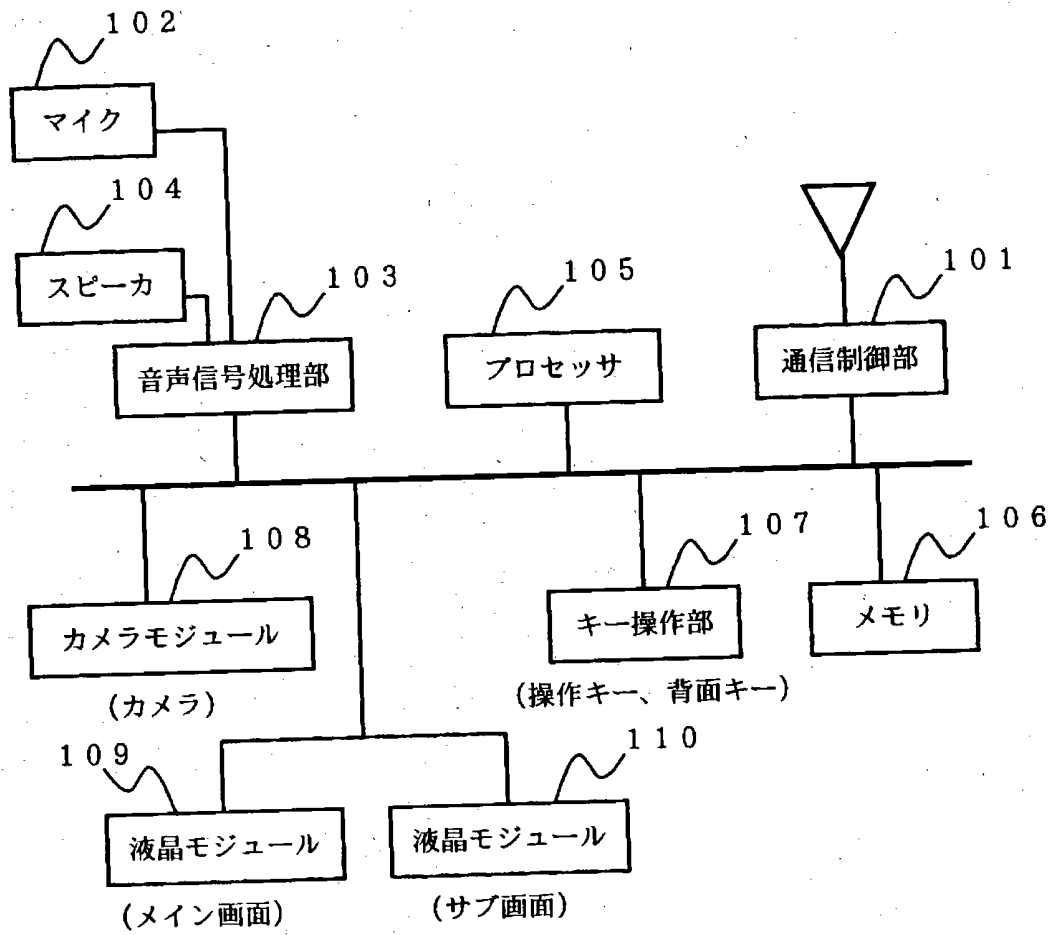 １０２
マイク
１０４
スピーカ
１０３
音声信号処理部
１０５
プロセッサ
１０１
通信制御部
１０８
カメラモジュール
(カメラ)
１０７
キー操作部
(操作キー、背面キー)
１０６
メモリ
１０９
液晶モジュール
(メイン画面)
１１０
液晶モジュール
(サブ画面)